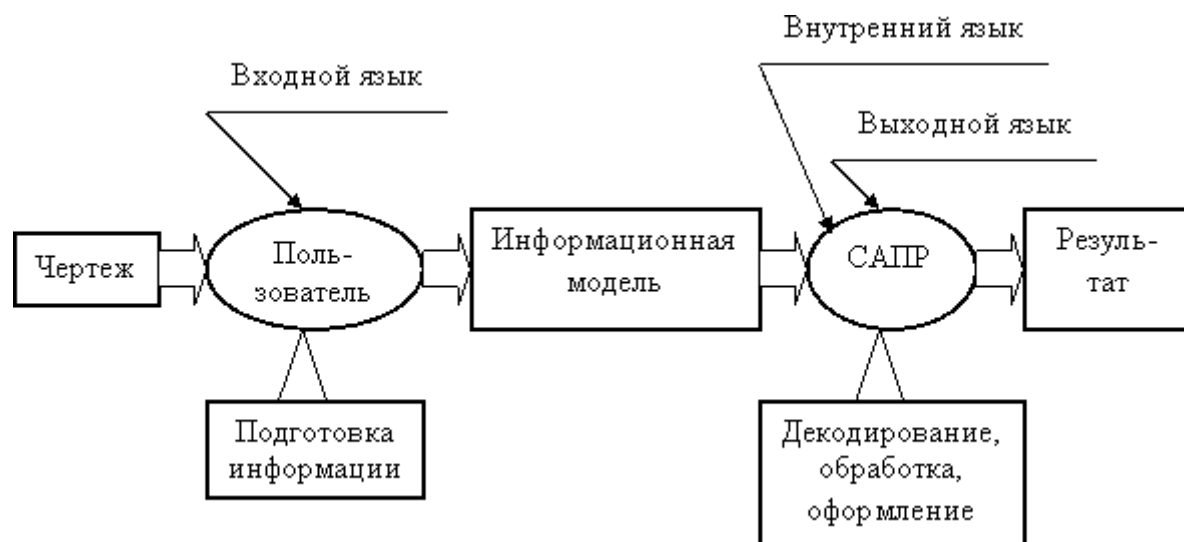 Внутренний язык
Входной язык
Выходной язык
Чертеж
Поль-
зователь
Информационная
модель
САПР
Резуль-
тат
Подготовка
информации
Декодирование,
обработка,
оформление